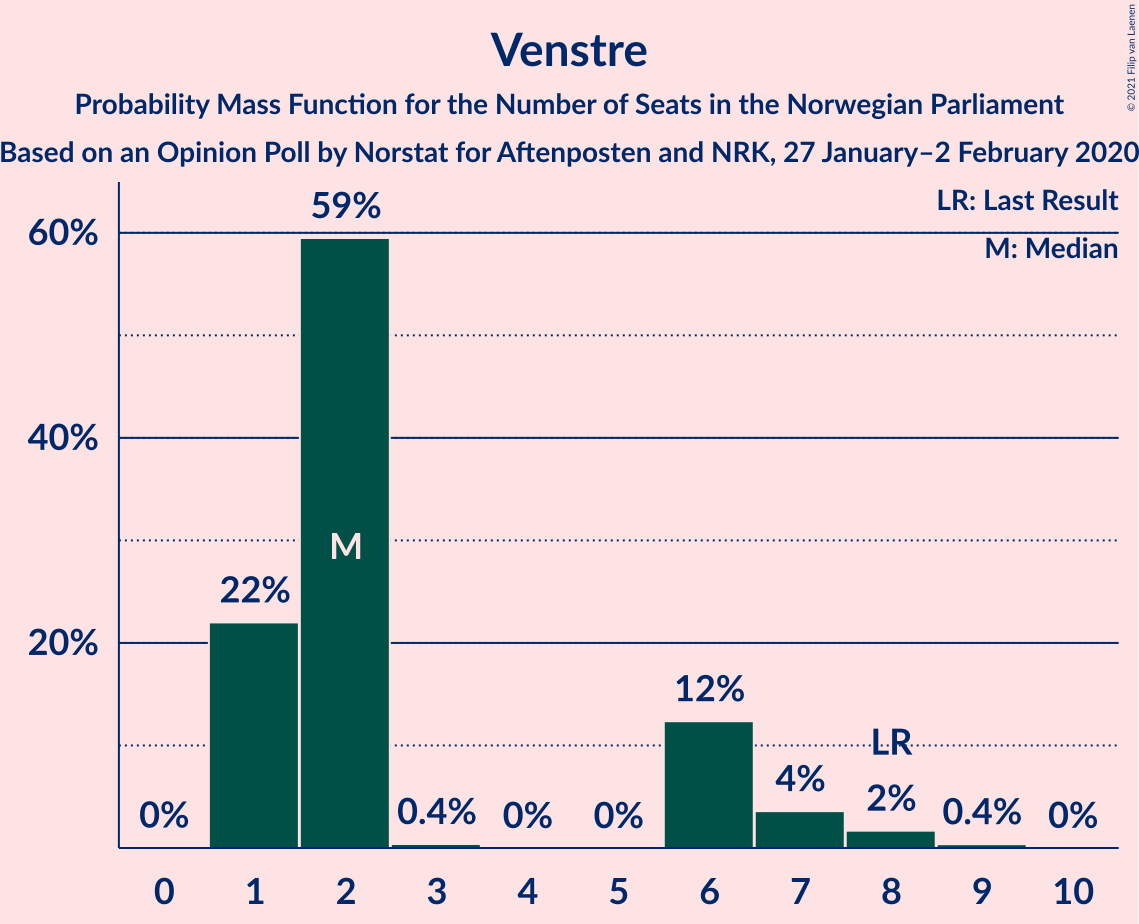 Venstre
Probability Mass Function for the Number of Seats in the Norwegian Parliament
Based on an Opinion Poll by Norstat for Aftenposten and NRK, 27 January–2 February 2020
© 2021 Filip van Laenen
LR: Last Result
M: Median
60%
40%
20%
0%
22%
59%
M
0.4%
0%
0%
12%
4%
LR
2%
0.4%
0%
0 1 2 3 4 5 6 7 8 9 10